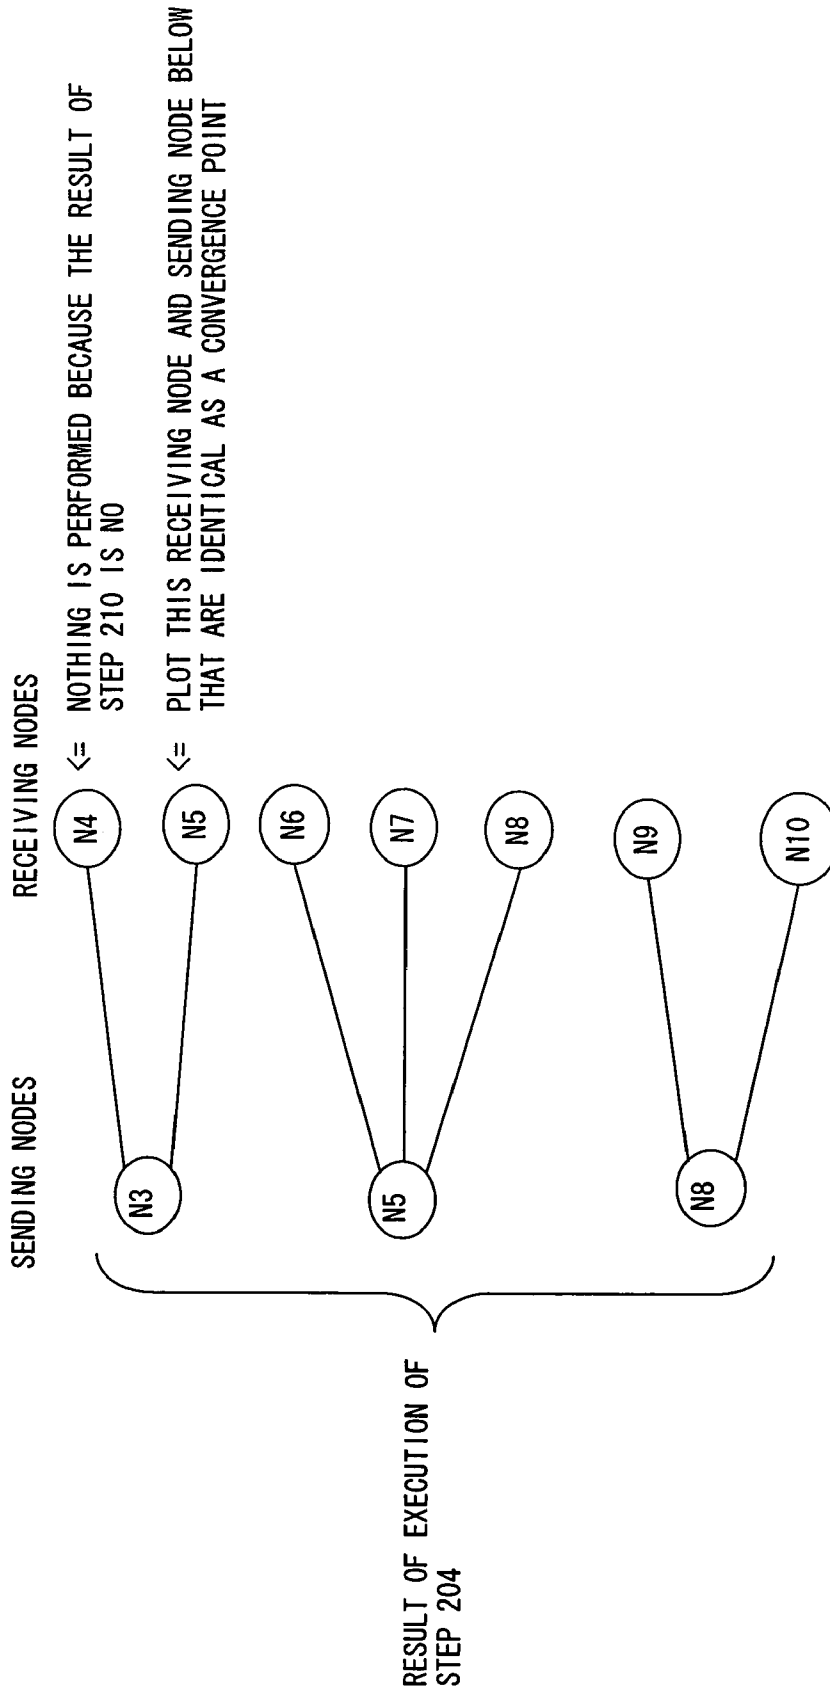 SENDING NODES
RECEIVING NODES
N3
N4
<= NOTHING IS PERFORMED BECAUSE THE RESULT OF
STEP 210 IS NO
N5
<= PLOT THIS RECEIVING NODE AND SENDING NODE BELOW
THAT ARE IDENTICAL AS A CONVERGENCE POINT
RESULT OF EXECUTION OF
STEP 204
N5
N6
N7
N8
N8
N9
N10